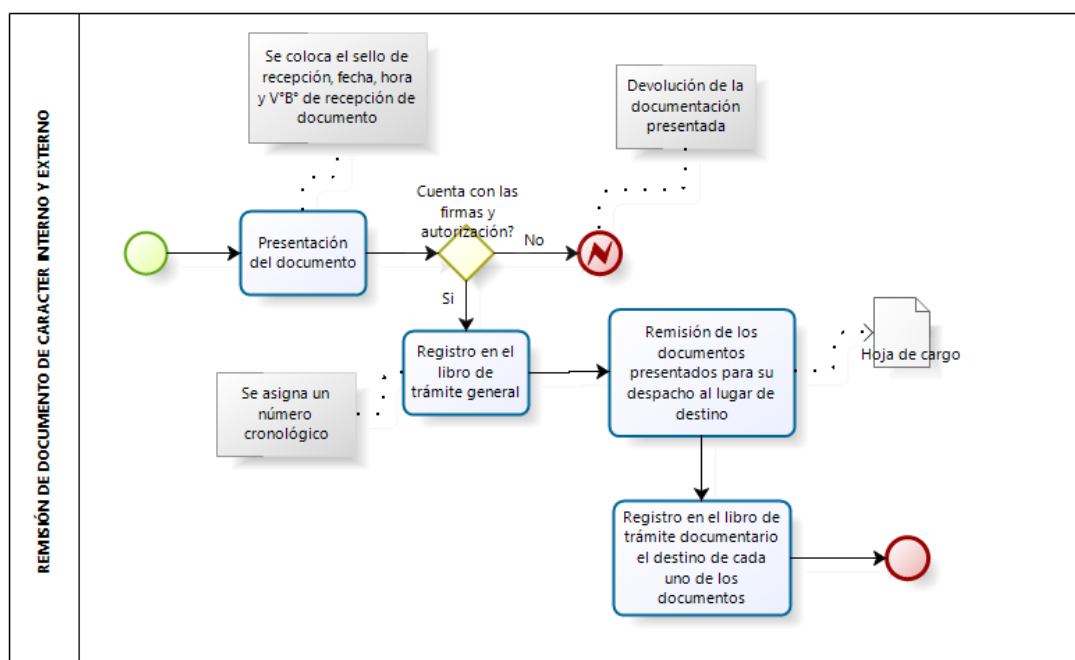 REMISIÓN DE DOCUMENTO DE CARACTER INTERNO Y EXTERNO
Se coloca el sello de
recepción, fecha, hora
y V°B° de recepción de
documento
Devolución de la
documentación
presentada
Cuenta con las
firmas y
autorización?
Presentación
del documento
No
Si
Registro en el
libro de
trámite general
Remisión de los
documentos
presentados para su
despacho al lugar de
destino
Hoja de cargo
Se asigna un
número
cronológico
Registro en el libro de
trámite documentario
el destino de cada
uno de los
documentos